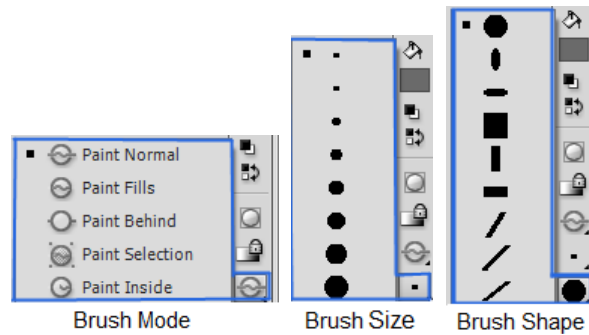 Paint Normal
Paint Fills
Paint Behind
Paint Selection
Paint Inside
Brush Mode
Brush Size
Brush Shape